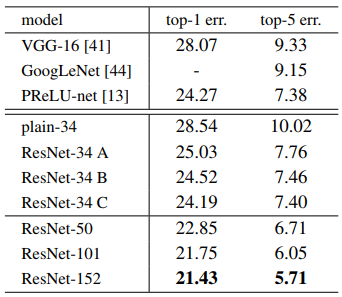 model top-1 err. top-5 err.
VGG-16 [41] 28.07 9.33
GoogLeNet [44] - 9.15
PReLU-net [13] 24.27 7.38
plain-34 28.54 10.02
ResNet-34 A 25.03 7.76
ResNet-34 B 24.52 7.46
ResNet-34 C 24.19 7.40
ResNet-50 22.85 6.71
ResNet-101 21.75 6.05
ResNet-152 21.43 5.71